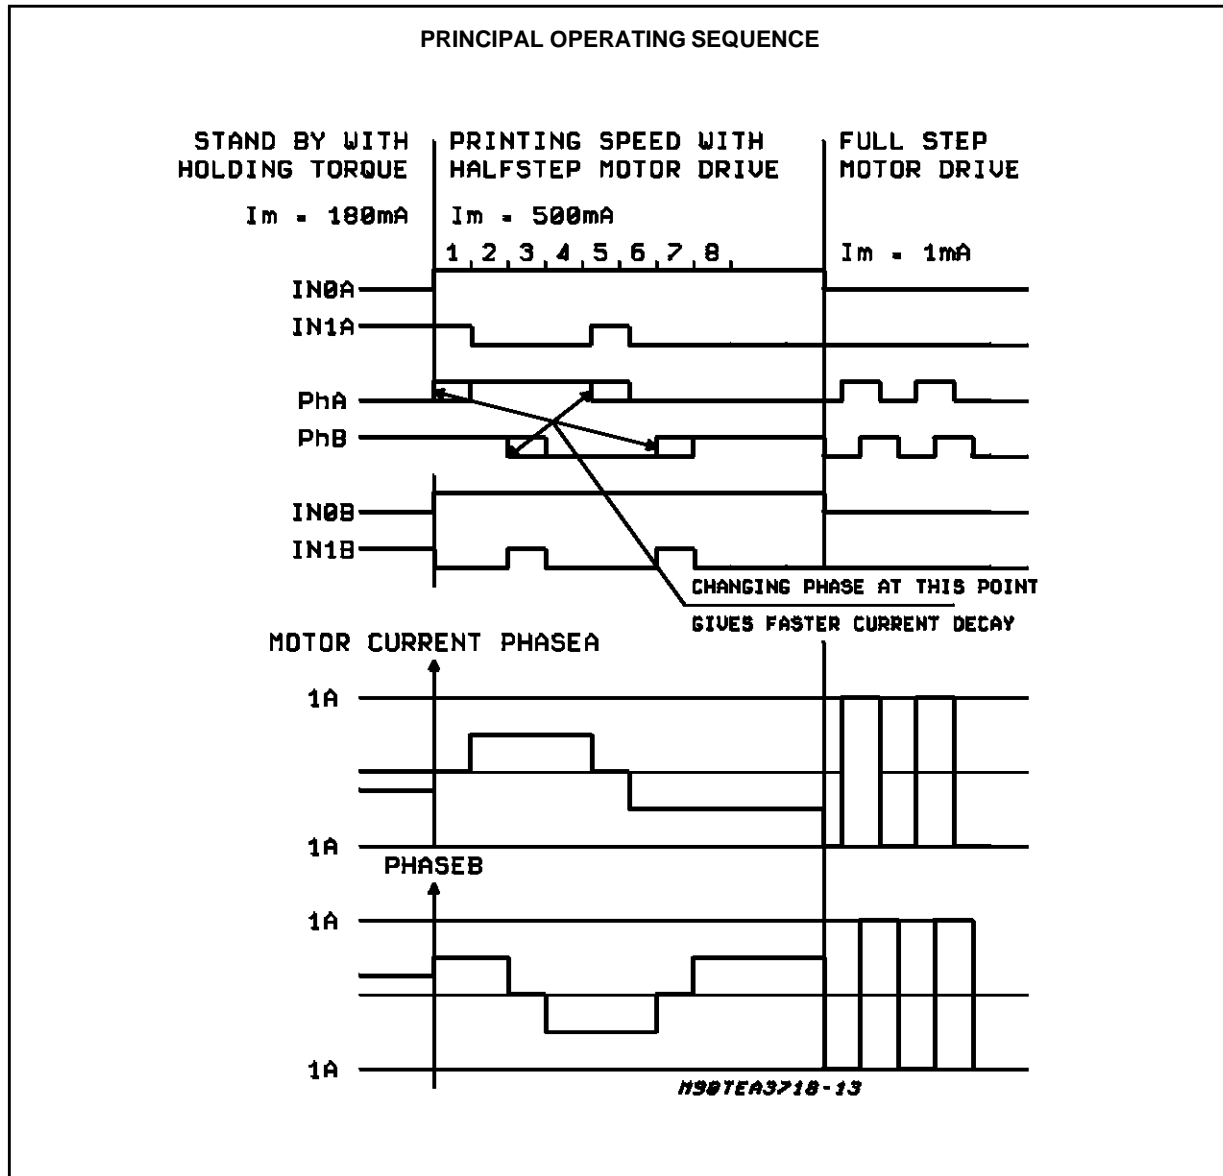 PRINCIPAL OPERATING SEQUENCE
STAND BY WITH
HOLDING TORQUE
Im = 180mA
PRINTING SPEED WITH
HALFSTEP MOTOR DRIVE
Im = 500mA
FULL STEP
MOTOR DRIVE
Im = 1mA
1 2 3 4 5 6 7 8
IN0A
IN1A
PhA
PhB
IN0B
IN1B
CHANGING PHASE AT THIS POINT
GIVES FASTER CURRENT DECAY
MOTOR CURRENT PHASEA
1A
1A
PHASEB
1A
1A
M90TEA3718-13